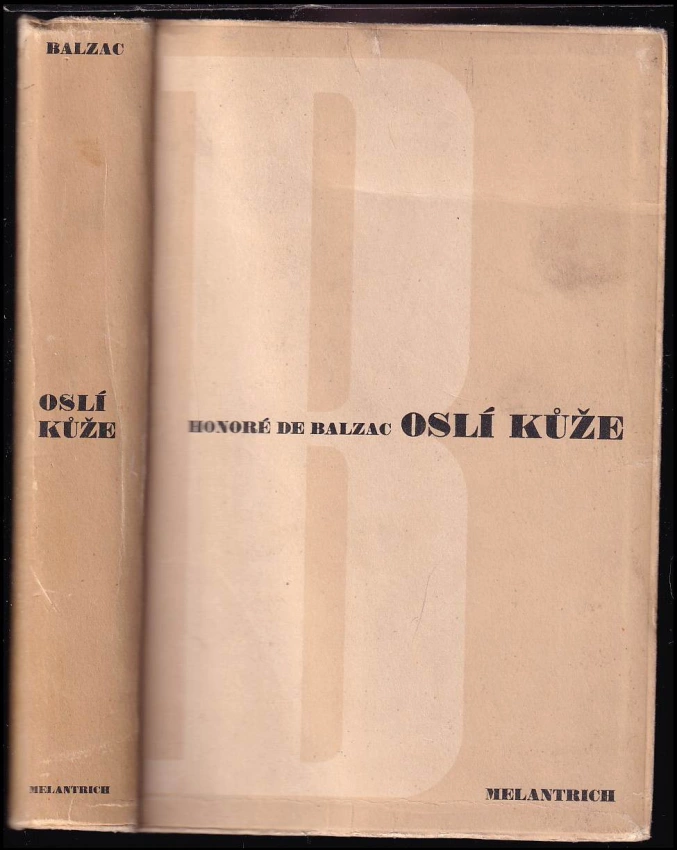 BALZAC
OSLÍ
KŮŽE
MELANTRICH
B
HONORÉ DE BALZAC OSLÍ KŮŽE
MELANTRICH